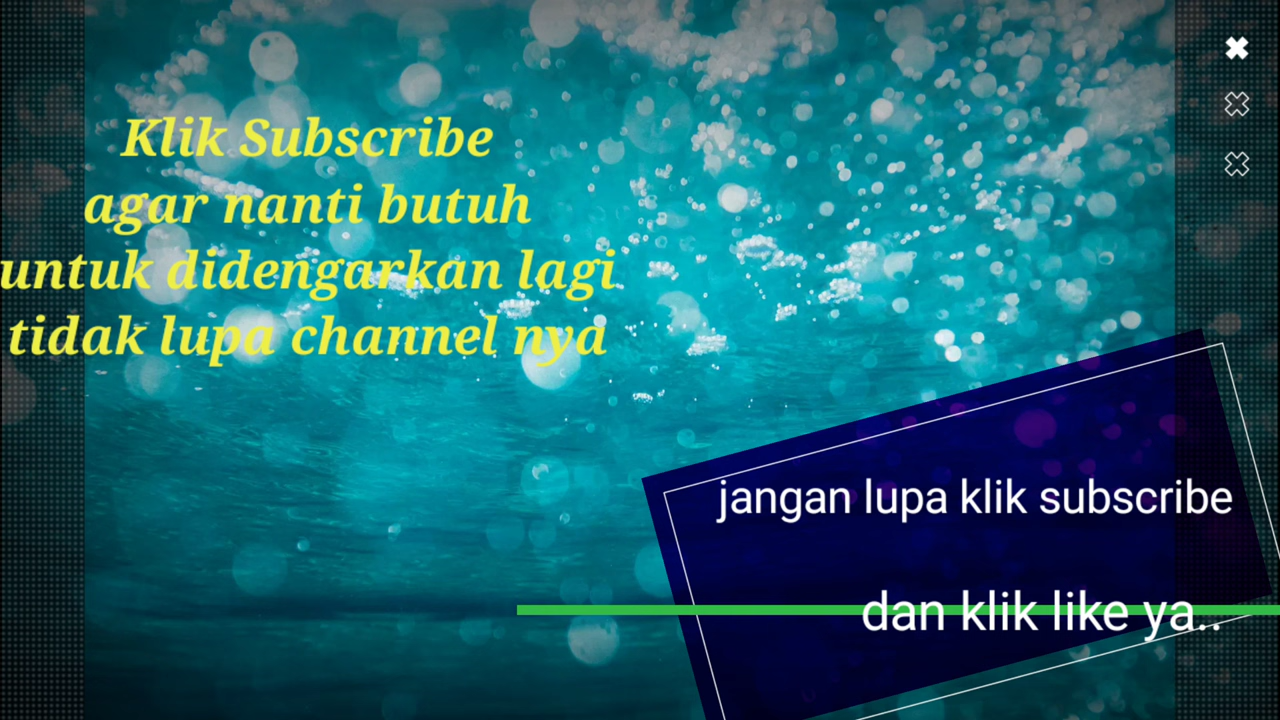 Klik Subscribe
agar nanti butuh
untuk didengarkan lagi
tidak lupa channel nya
jangan lupa klik subscribe
dan klik like ya..